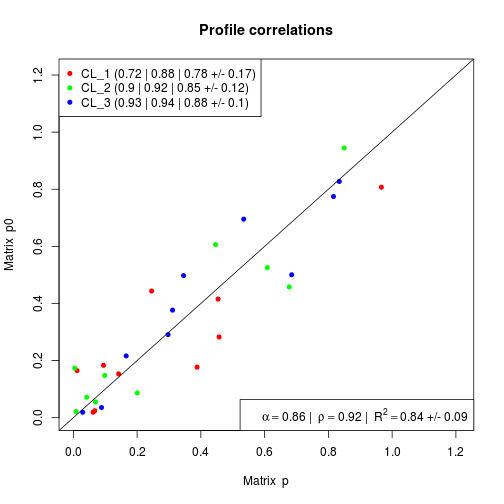 Profile correlations
CL_1 (0.72 | 0.88 | 0.78 +/- 0.17)
CL_2 (0.9 | 0.92 | 0.85 +/- 0.12)
CL_3 (0.93 | 0.94 | 0.88 +/- 0.1)
Matrix p0
1.2
1.0
0.8
0.6
0.4
0.2
0.0
α = 0.86 | ρ = 0.92 | R² = 0.84 +/- 0.09
0.0 0.2 0.4 0.6 0.8 1.0 1.2
Matrix p